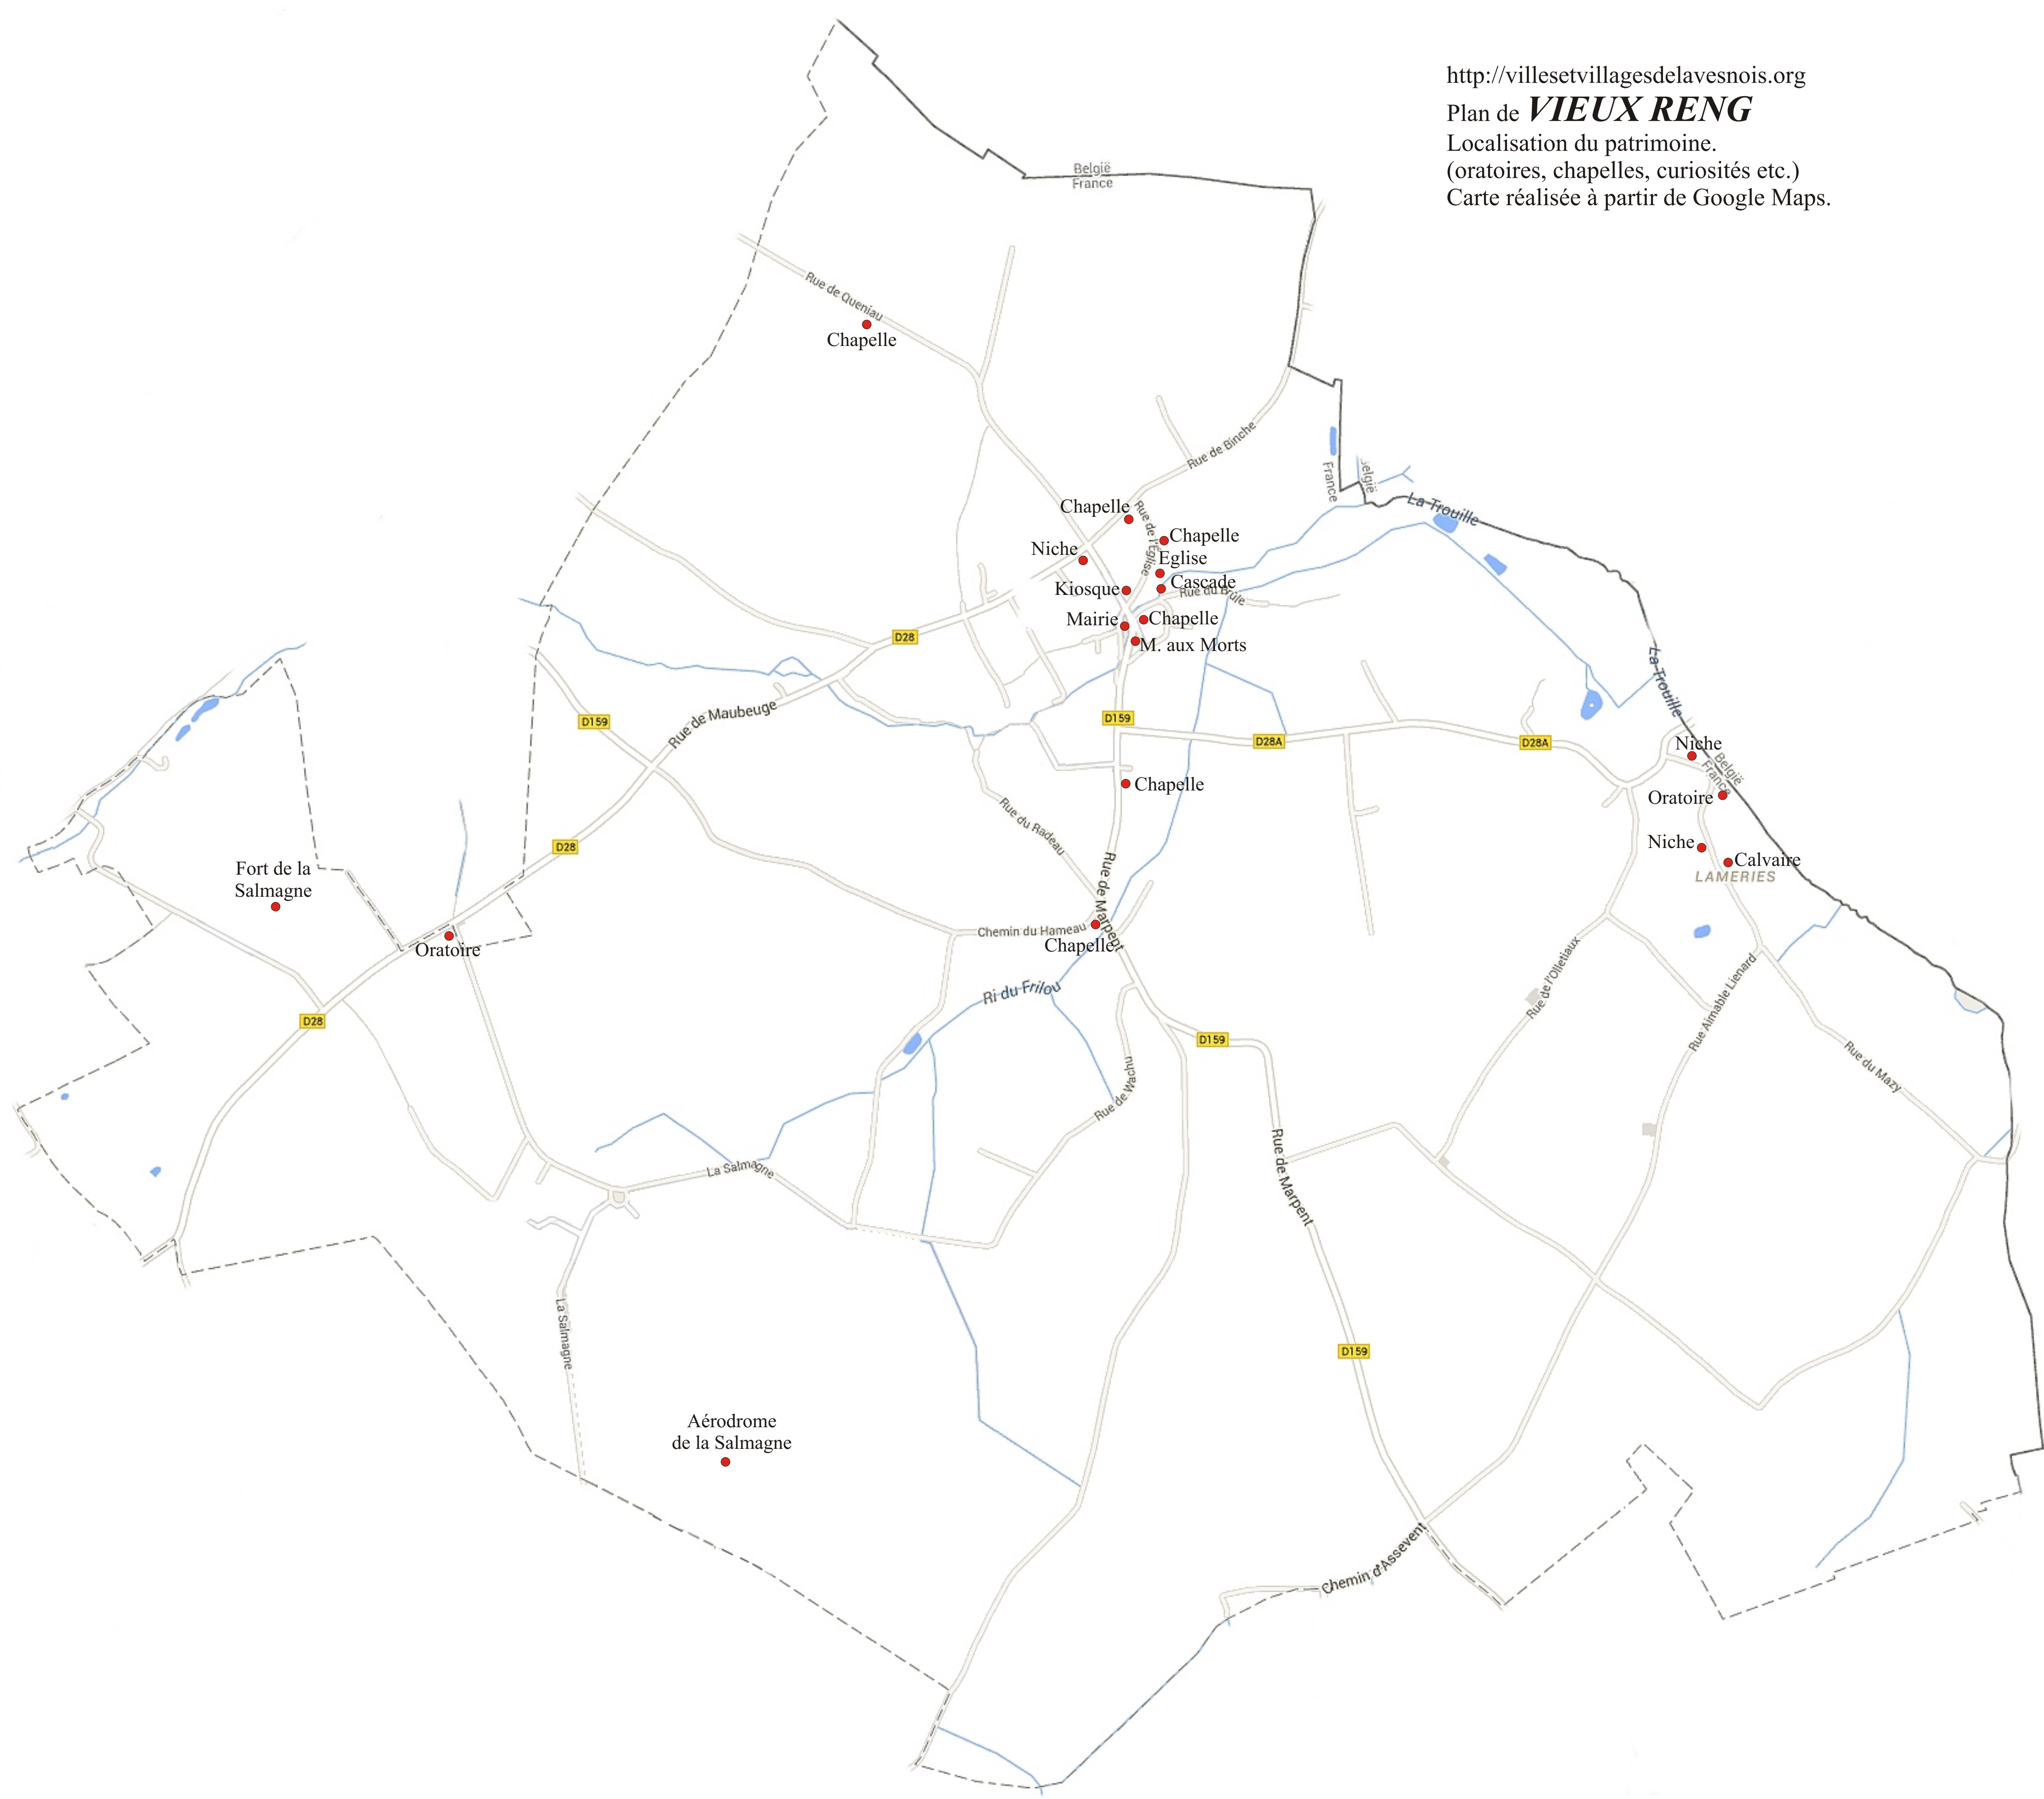 http://villesetvillagesdelavesnois.org
Plan de VIEUX RENG
Localisation du patrimoine.
(oratoires, chapelles, curiosités etc.)
Carte réalisée à partir de Google Maps.
België
France
Rue de Queniau
Chapelle
Rue de Binche
France
België
La Trouille
Chapelle
Rue de l'Église
Chapelle
Niche
Eglise
Kiosque
Cascade
Rue du Brûle
Mairie
Chapelle
M. aux Morts
D28
La Trouille
Rue de Maubeuge
D159
D159
D28A
D28A
Niche
België
France
Chapelle
Oratoire
Rue du Radeau
D28
Niche
Calvaire
LAMERIES
Fort de la
Salmagne
Rue de Marpent
Chemin du Hameau
Chapelle
Oratoire
Rue de l'Olletiaux
Rue Aimable Lienard
Ri du Frilou
D28
D159
Rue du Mazy
Rue de Wachu
La Salmagne
Rue de Marpent
La Salmagne
D159
Aérodrome
de la Salmagne
Chemin d'Assevent